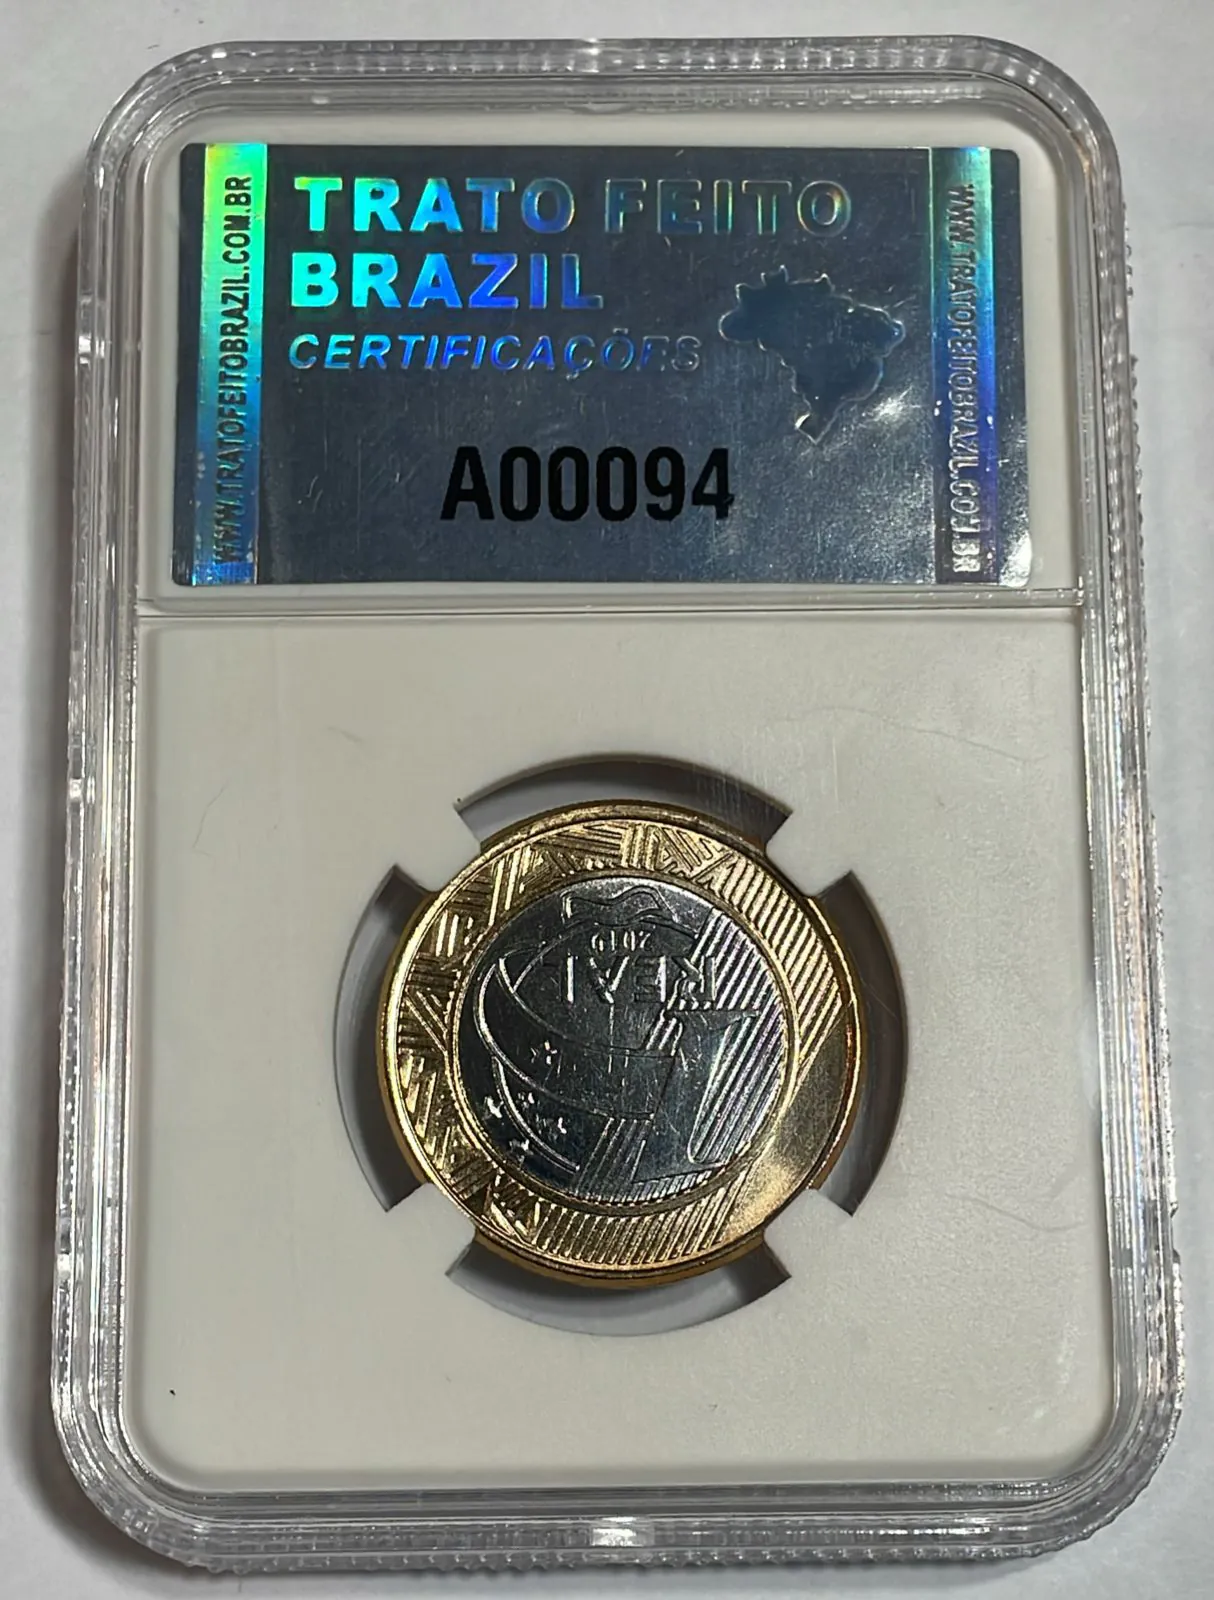 TRATO FEITO
BRAZIL
CERTIFICAÇÕES
A00094
WWW.TRATOFEITOBRAZIL.COM.BR
WWW.TRATOFEITOBRAZIL.COM.BR
1
REAL
2019